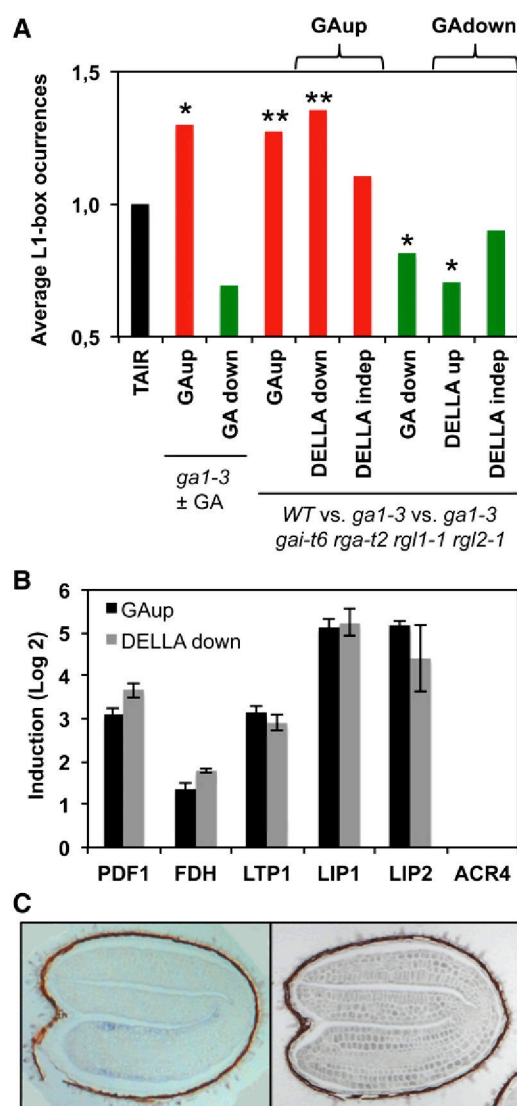 A
GAup GAdown
Average L1-box ocurrences
1,5
1,0
0,5
* ** ** * *
TAIR
GAup
GA down
GAup
DELLA down
DELLA indep
GA down
DELLA up
DELLA indep
ga1-3
± GA
WT vs. ga1-3 vs. ga1-3
gai-t6 rga-t2 rgl1-1 rgl2-1
B
Induction (Log 2)
6
5
4
3
2
1
0
GAup
DELLA down
PDF1 FDH LTP1 LIP1 LIP2 ACR4
C